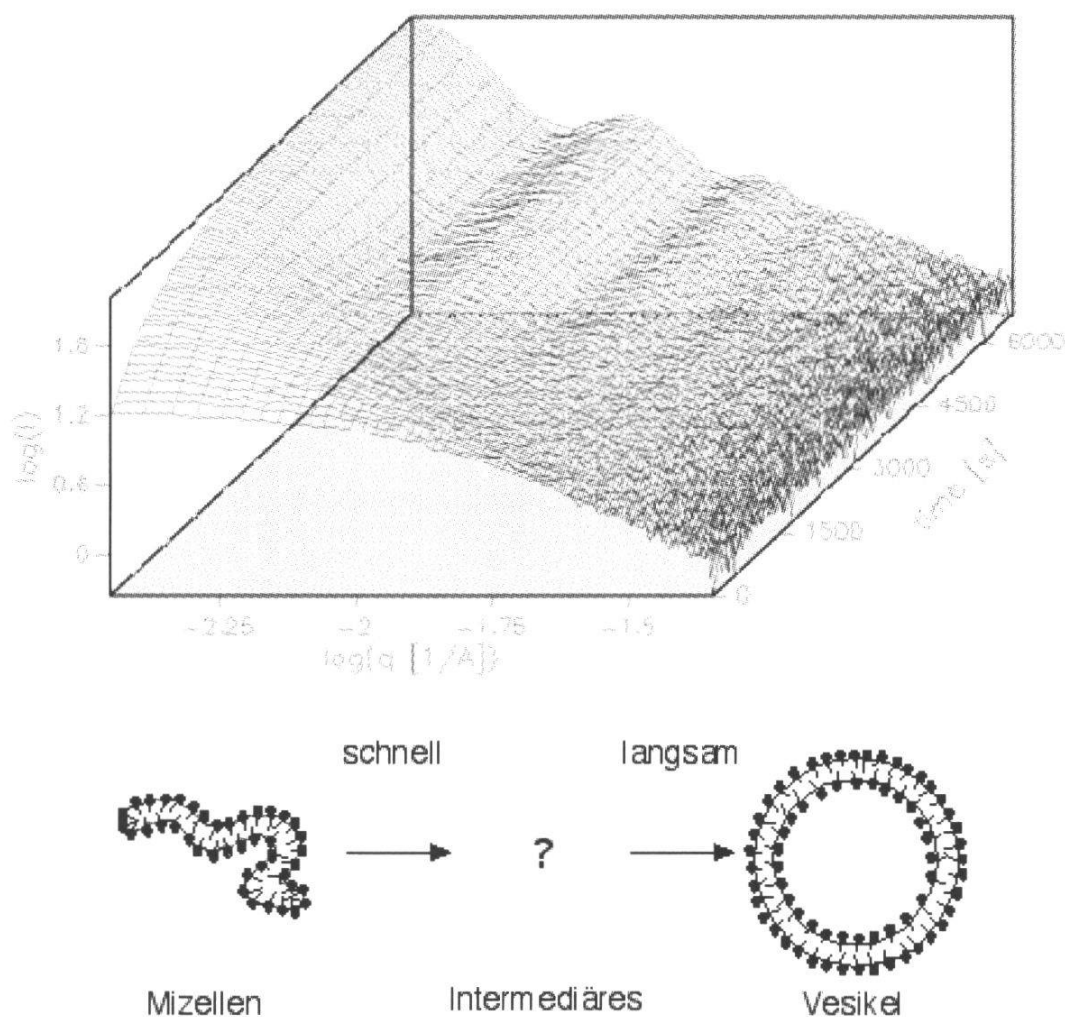 1.8
1.2
0.6
0
log(I)
-2.25
-2
-1.75
-1.5
log(q [1/A])
0
1500
3000
4500
6000
time [s]
schnell
langsam
?
Mizellen
Intermediäres
Vesikel